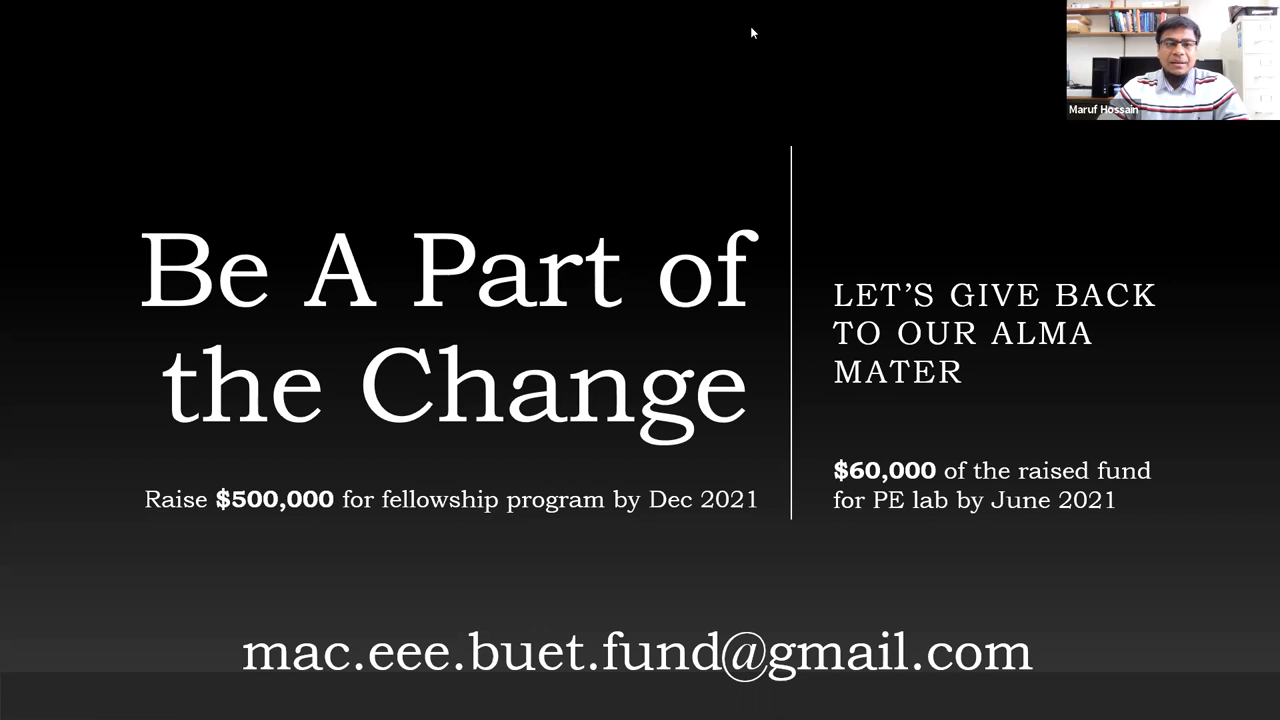 Maruf Hossain
Be A Part of
the Change
Raise $500,000 for fellowship program by Dec 2021
LET’S GIVE BACK
TO OUR ALMA
MATER
$60,000 of the raised fund
for PE lab by June 2021
mac.eee.buet.fund@gmail.com